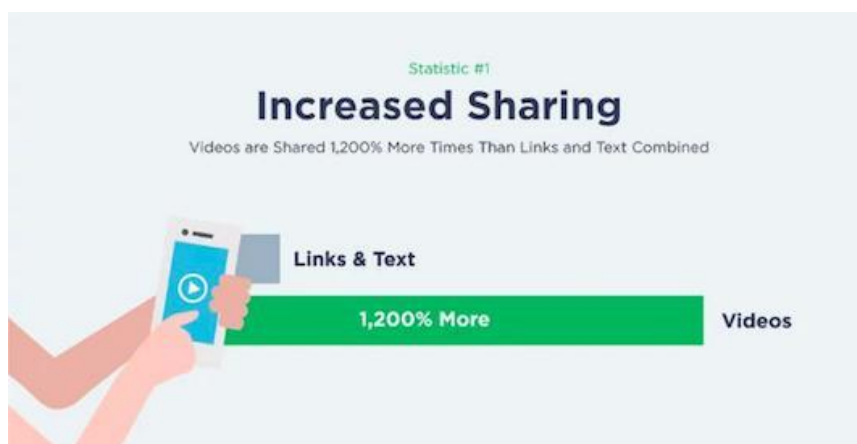 Statistic #1
Increased Sharing
Videos are Shared 1,200% More Times Than Links and Text Combined
Links & Text
1,200% More
Videos